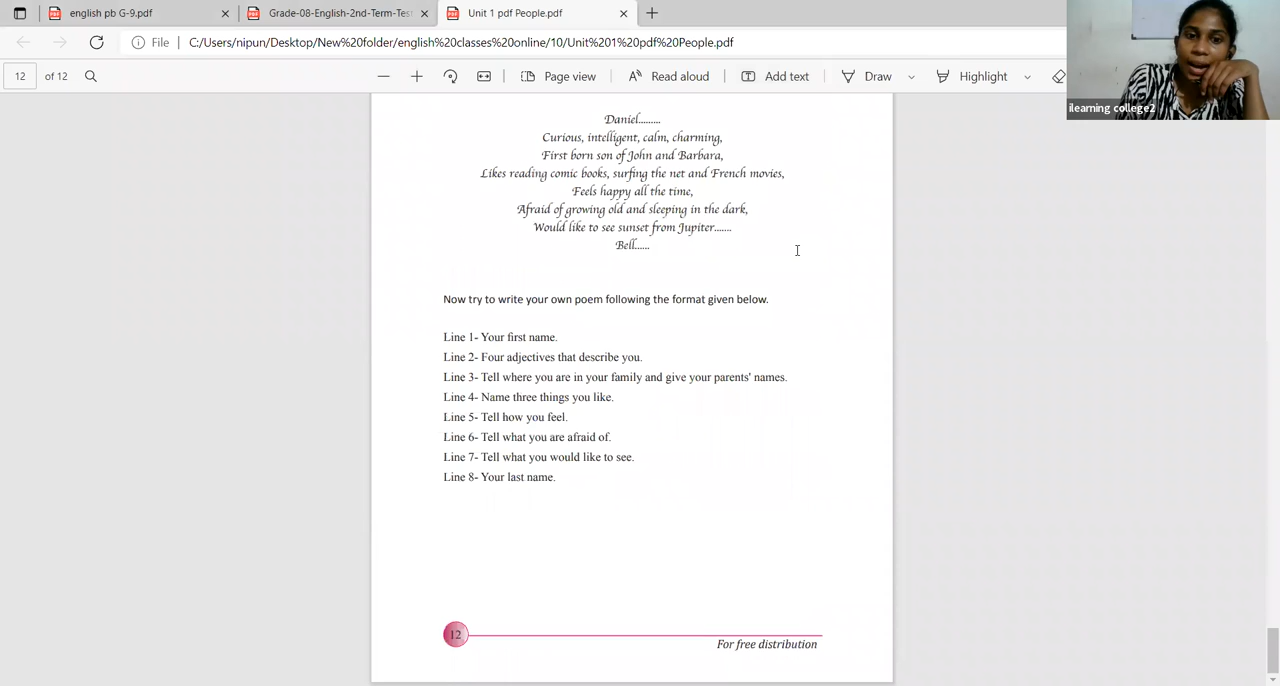 english pb G-9.pdf
Grade-08-English-2nd-Term-Test
Unit 1 pdf People.pdf
File
C:/Users/nipun/Desktop/New%20folder/english%20classes%20online/10/Unit%201%20pdf%20People.pdf
12 of 12
Page view
Read aloud
Add text
Draw
Highlight
ilearning college2
Daniel.........
Curious, intelligent, calm, charming,
First born son of John and Barbara,
Likes reading comic books, surfing the net and French movies,
Feels happy all the time,
Afraid of growing old and sleeping in the dark,
Would like to see sunset from Jupiter.......
Bell......
Now try to write your own poem following the format given below.
Line 1- Your first name.
Line 2- Four adjectives that describe you.
Line 3- Tell where you are in your family and give your parents' names.
Line 4- Name three things you like.
Line 5- Tell how you feel.
Line 6- Tell what you are afraid of.
Line 7- Tell what you would like to see.
Line 8- Your last name.
12
For free distribution